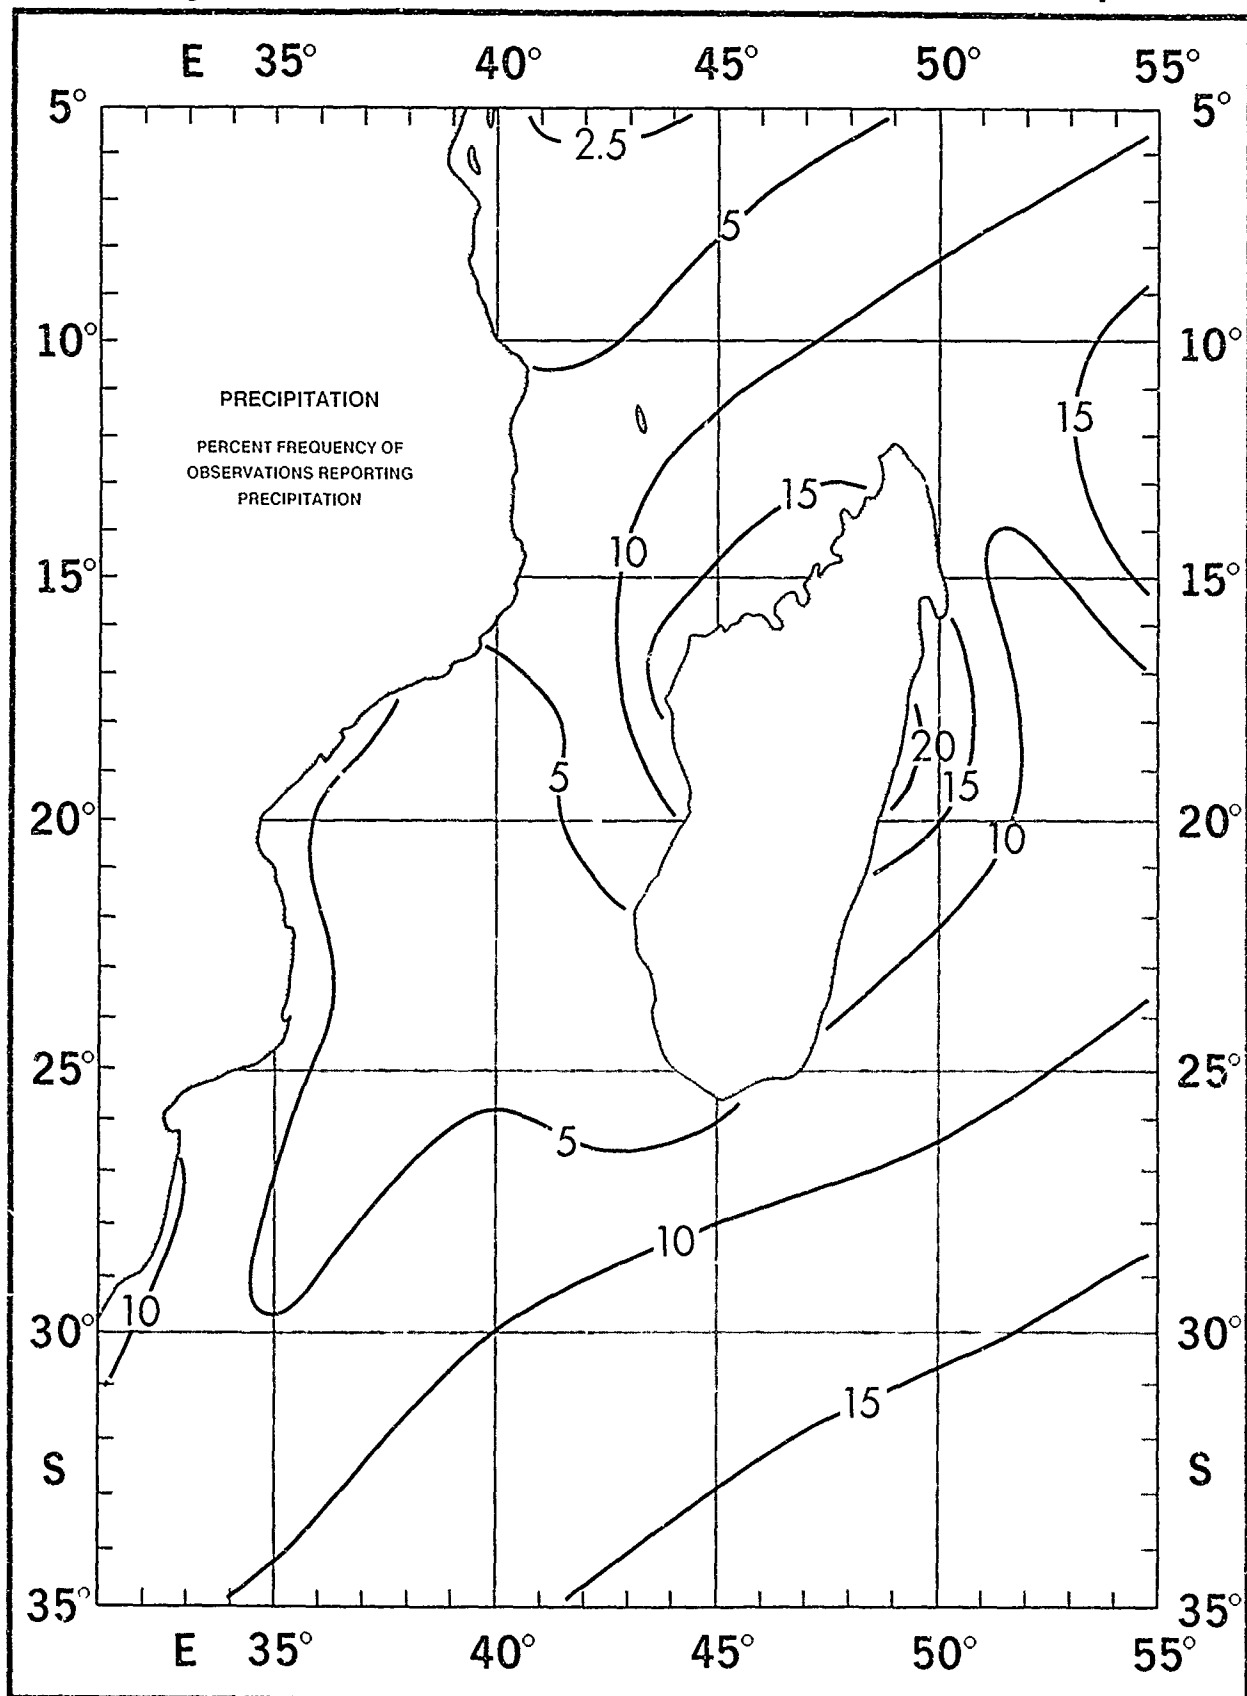 E 35° 40° 45° 50° 55°
5° 5°
2.5
5
10° 10°
PRECIPITATION
15
PERCENT FREQUENCY OF
OBSERVATIONS REPORTING
PRECIPITATION
15
10
15° 15°
20
5
15
20° 20°
10
25° 25°
5
10
10
30° 30°
15
S S
35° 35°
E 35° 40° 45° 50° 55°